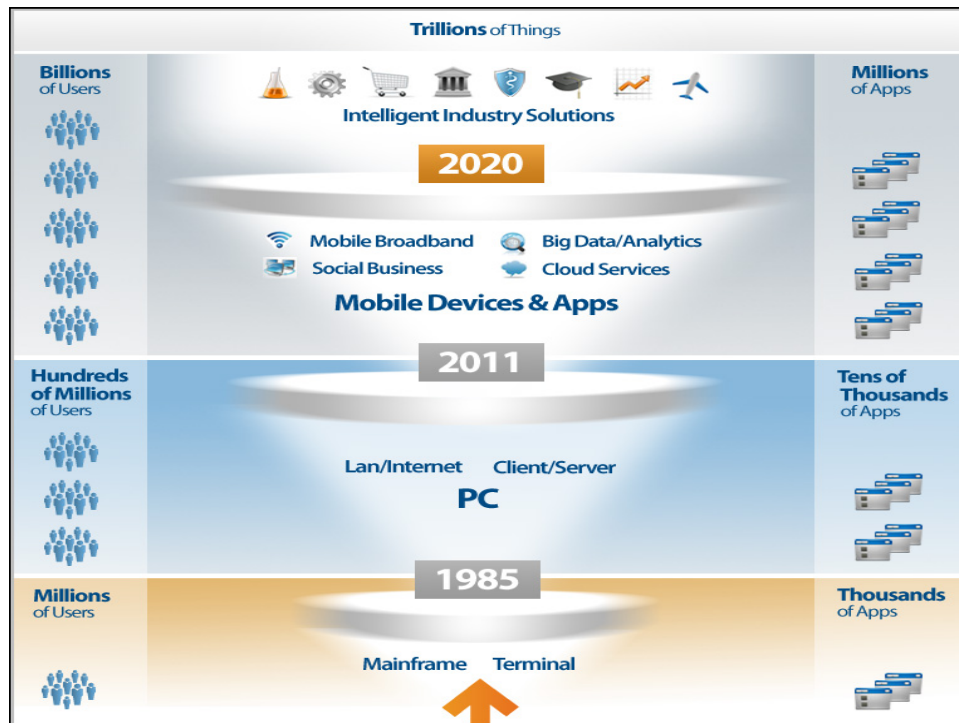 Trillions of Things
Billions
of Users
Millions
of Apps
Intelligent Industry Solutions
2020
Mobile Broadband
Big Data/Analytics
Social Business
Cloud Services
Mobile Devices & Apps
2011
Hundreds
of Millions
of Users
Tens of
Thousands
of Apps
Lan/Internet Client/Server
PC
1985
Millions
of Users
Thousands
of Apps
Mainframe Terminal